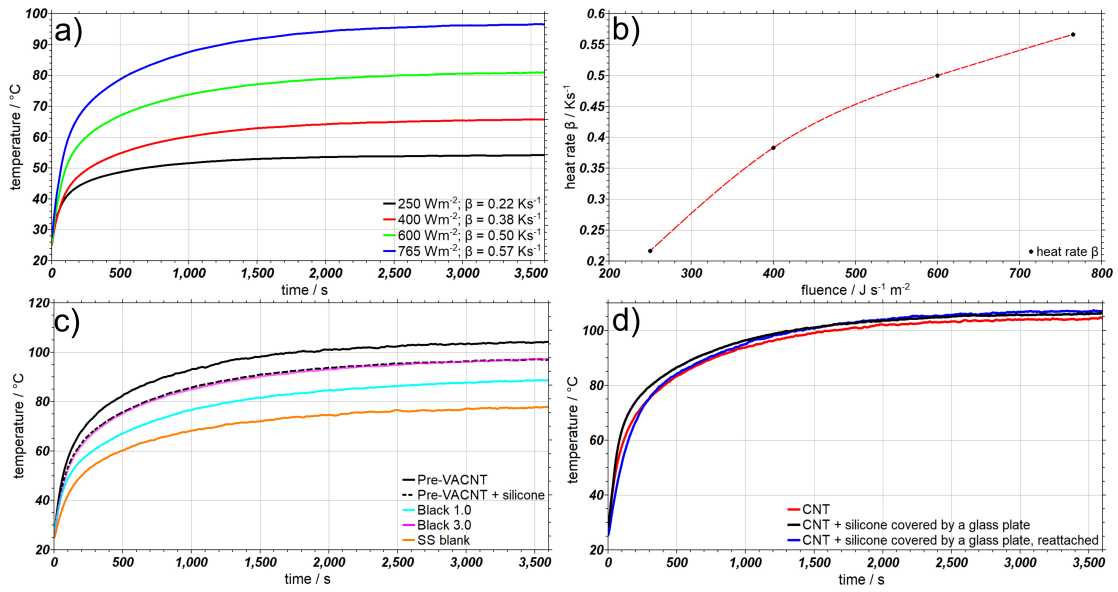 a)
temperature / °C
100
90
80
70
60
50
40
30
20
0
500
1,000
1,500
2,000
2,500
3,000
3,500
time / s
250 Wm⁻²; β = 0.22 Ks⁻¹
400 Wm⁻²; β = 0.38 Ks⁻¹
600 Wm⁻²; β = 0.50 Ks⁻¹
765 Wm⁻²; β = 0.57 Ks⁻¹
b)
heat rate β / Ks⁻¹
0.6
0.55
0.5
0.45
0.4
0.35
0.3
0.25
0.2
200
300
400
500
600
700
800
fluence / J s⁻¹ m⁻²
heat rate β
c)
temperature / °C
120
100
80
60
40
20
0
500
1,000
1,500
2,000
2,500
3,000
3,500
time / s
Pre-VACNT
Pre-VACNT + silicone
Black 1.0
Black 3.0
SS blank
d)
temperature / °C
100
80
60
40
20
0
500
1,000
1,500
2,000
2,500
3,000
3,500
time / s
CNT
CNT + silicone covered by a glass plate
CNT + silicone covered by a glass plate, reattached